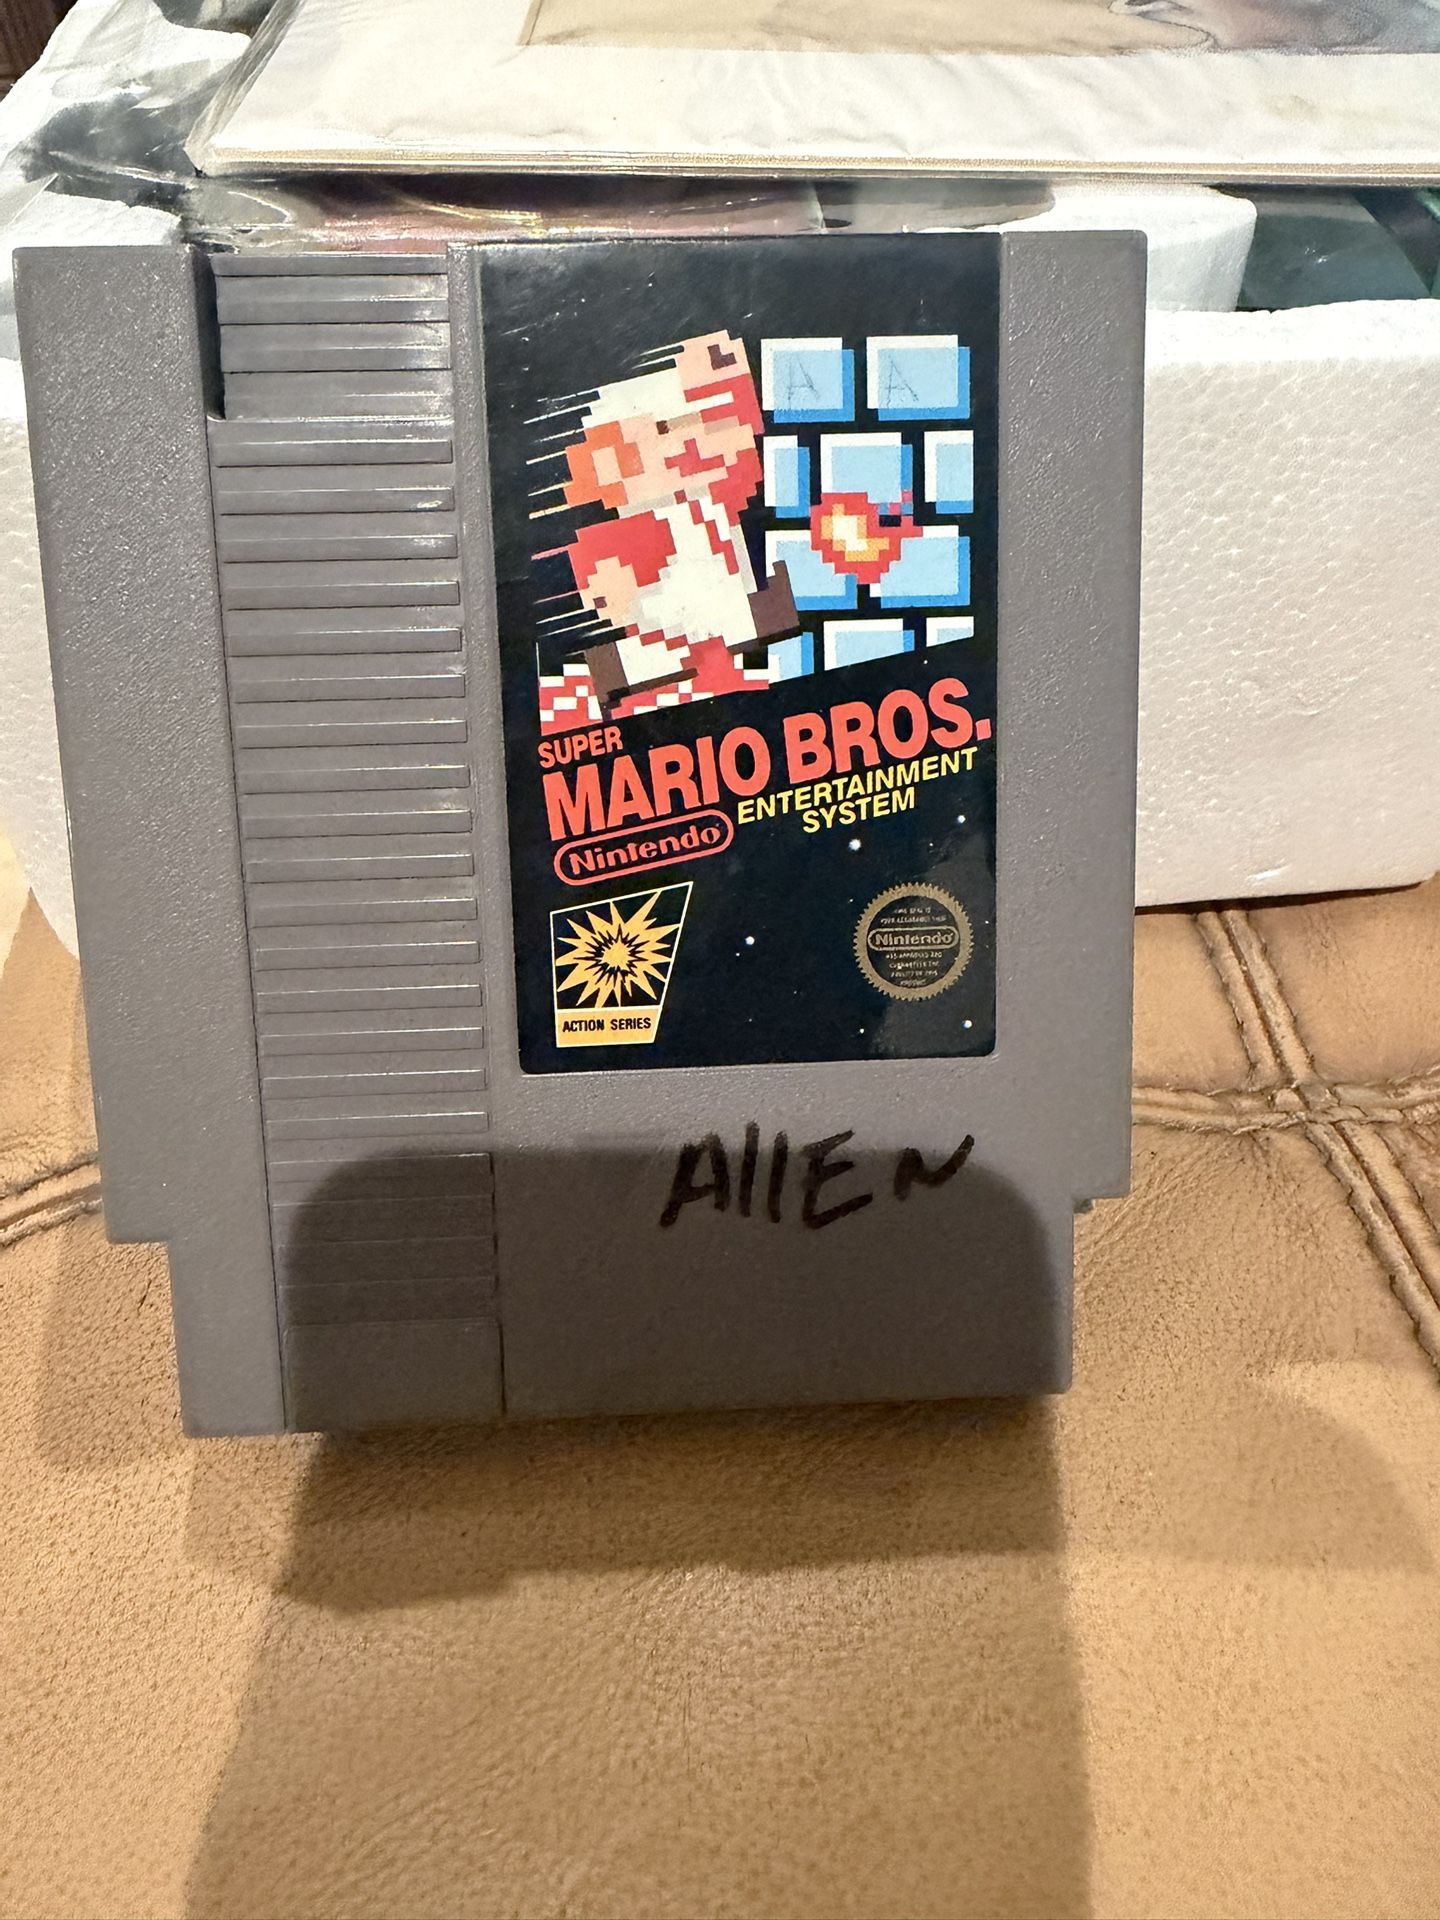 A A
SUPER
MARIO BROS.
ENTERTAINMENT
SYSTEM
Nintendo
Nintendo
ACTION SERIES
AllEN